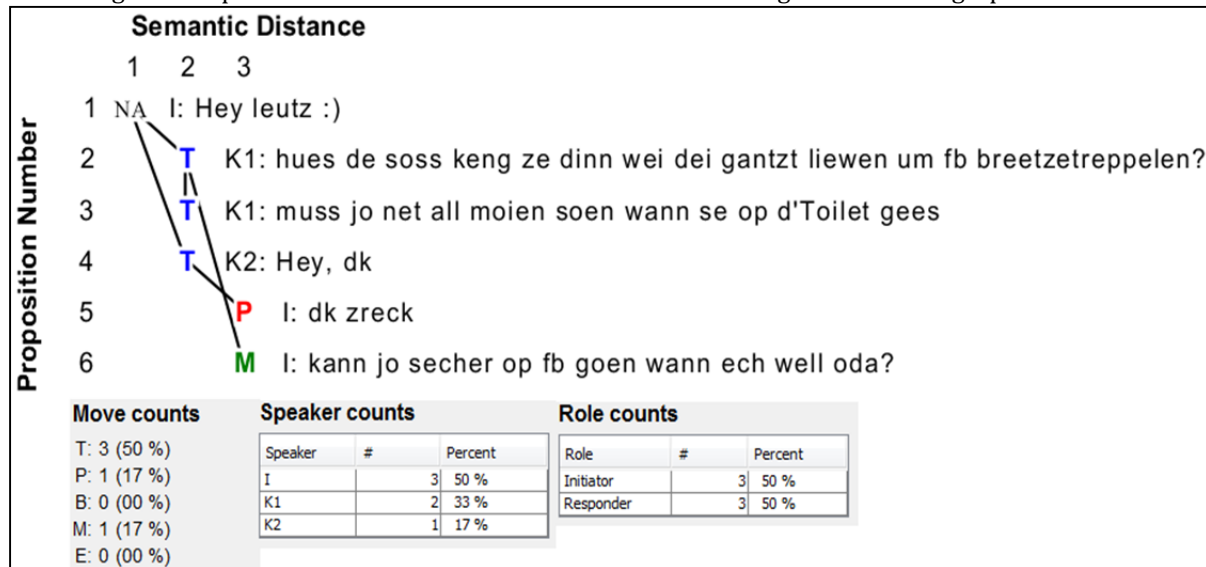 Semantic Distance
1 2 3
Proposition Number
1 NA I: Hey leutz :)
2 T K1: hues de soss keng ze dinn wei dei gantzt liewen um fb breetzetreppelen?
3 T K1: muss jo net all moien soen wann se op d'Toilet gees
4 T K2: Hey, dk
5 P I: dk zreck
6 M I: kann jo secher op fb goen wann ech well oda?
Move counts
T: 3 (50 %)
P: 1 (17 %)
B: 0 (00 %)
M: 1 (17 %)
E: 0 (00 %)
Speaker counts
Speaker # Percent
I 3 50 %
K1 2 33 %
K2 1 17 %
Role counts
Role # Percent
Initiator 3 50 %
Responder 3 50 %